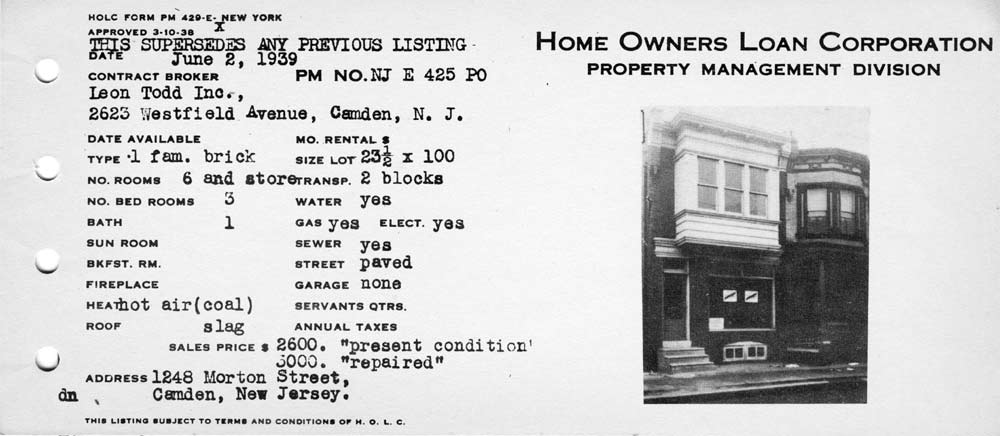 HOLC FORM PM 429-E- NEW YORK
APPROVED 3-10-38 X
THIS SUPERSEDES ANY PREVIOUS LISTING -
DATE June 2, 1939
CONTRACT BROKER PM NO. NJ E 425 PO
Leon Todd Inc.,
2623 Westfield Avenue, Camden, N. J.
DATE AVAILABLE MO. RENTAL $
TYPE 1 fam. brick SIZE LOT 23½ x 100
NO. ROOMS 6 and store TRANSP. 2 blocks
NO. BED ROOMS 3 WATER yes
BATH 1 GAS yes ELECT. yes
SUN ROOM SEWER yes
BKFST. RM. STREET paved
FIREPLACE GARAGE none
HEAT hot air(coal) SERVANTS QTRS.
ROOF slag ANNUAL TAXES
SALES PRICE $ 2600. "present condition'
3000. "repaired"
ADDRESS 1248 Morton Street,
dn Camden, New Jersey.
THIS LISTING SUBJECT TO TERMS AND CONDITIONS OF H. O. L. C.
HOME OWNERS LOAN CORPORATION
PROPERTY MANAGEMENT DIVISION